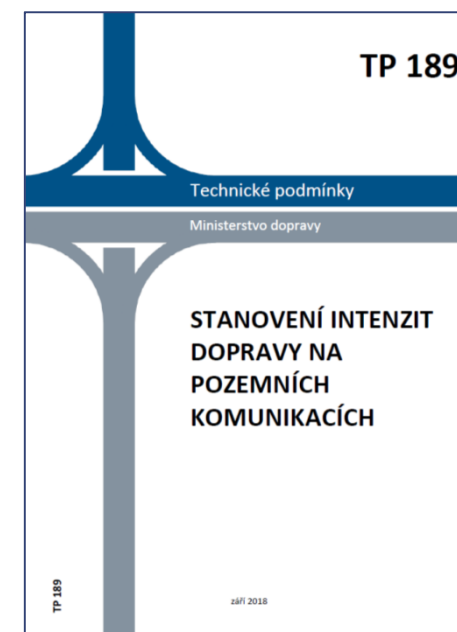 TP 189
Technické podmínky
Ministerstvo dopravy
STANOVENÍ INTENZIT
DOPRAVY NA
POZEMNÍCH
KOMUNIKACÍCH
TP 189
září 2018